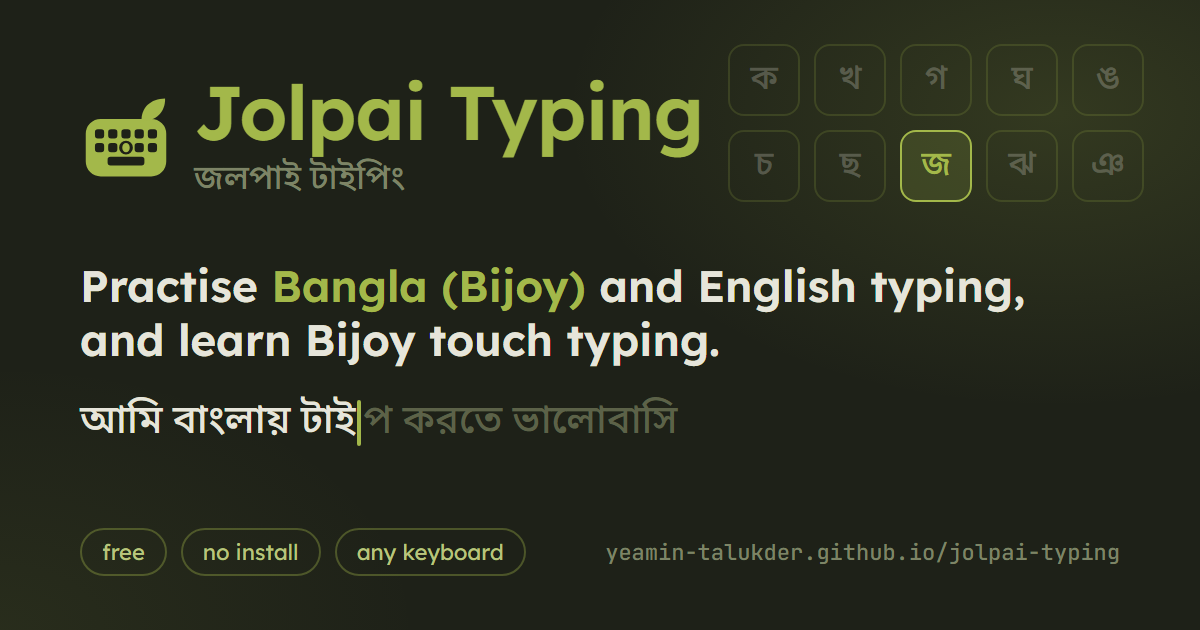 Jolpai Typing
জলপাই টাইপিং
ক খ গ ঘ ঙ
চ ছ জ ঝ ঞ
Practise Bangla (Bijoy) and English typing,
and learn Bijoy touch typing.
আমি বাংলায় টাইপ করতে ভালোবাসি
free no install any keyboard yeamin-talukder.github.io/jolpai-typing